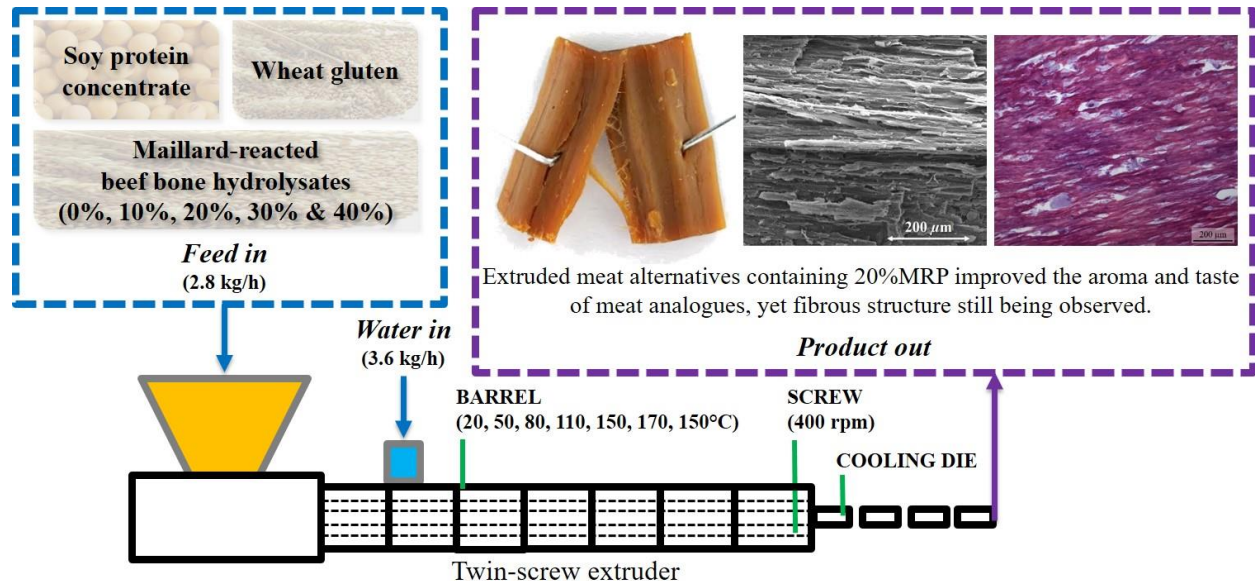 Soy protein
concentrate
Wheat gluten
Maillard-reacted
beef bone hydrolysates
(0%, 10%, 20%, 30% & 40%)
Feed in
(2.8 kg/h)
200 µm
200 µm
Extruded meat alternatives containing 20%MRP improved the aroma and taste
of meat analogues, yet fibrous structure still being observed.
Product out
Water in
(3.6 kg/h)
BARREL
(20, 50, 80, 110, 150, 170, 150°C)
SCREW
(400 rpm)
COOLING DIE
Twin-screw extruder